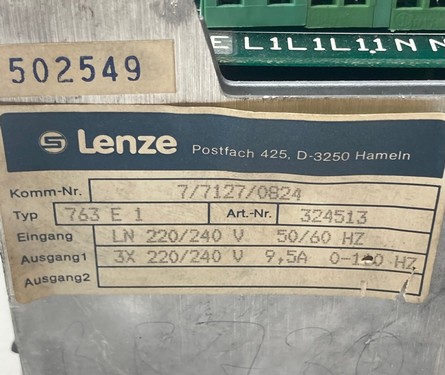 E L1L1L11NN
502549
Lenze Postfach 425, D-3250 Hameln
Komm-Nr. 7/7127/0824
Typ 763 E 1 Art.-Nr. 324513
Eingang LN 220/240 V 50/60 HZ
Ausgang1 3X 220/240 V 9,5A HZ
Ausgang2